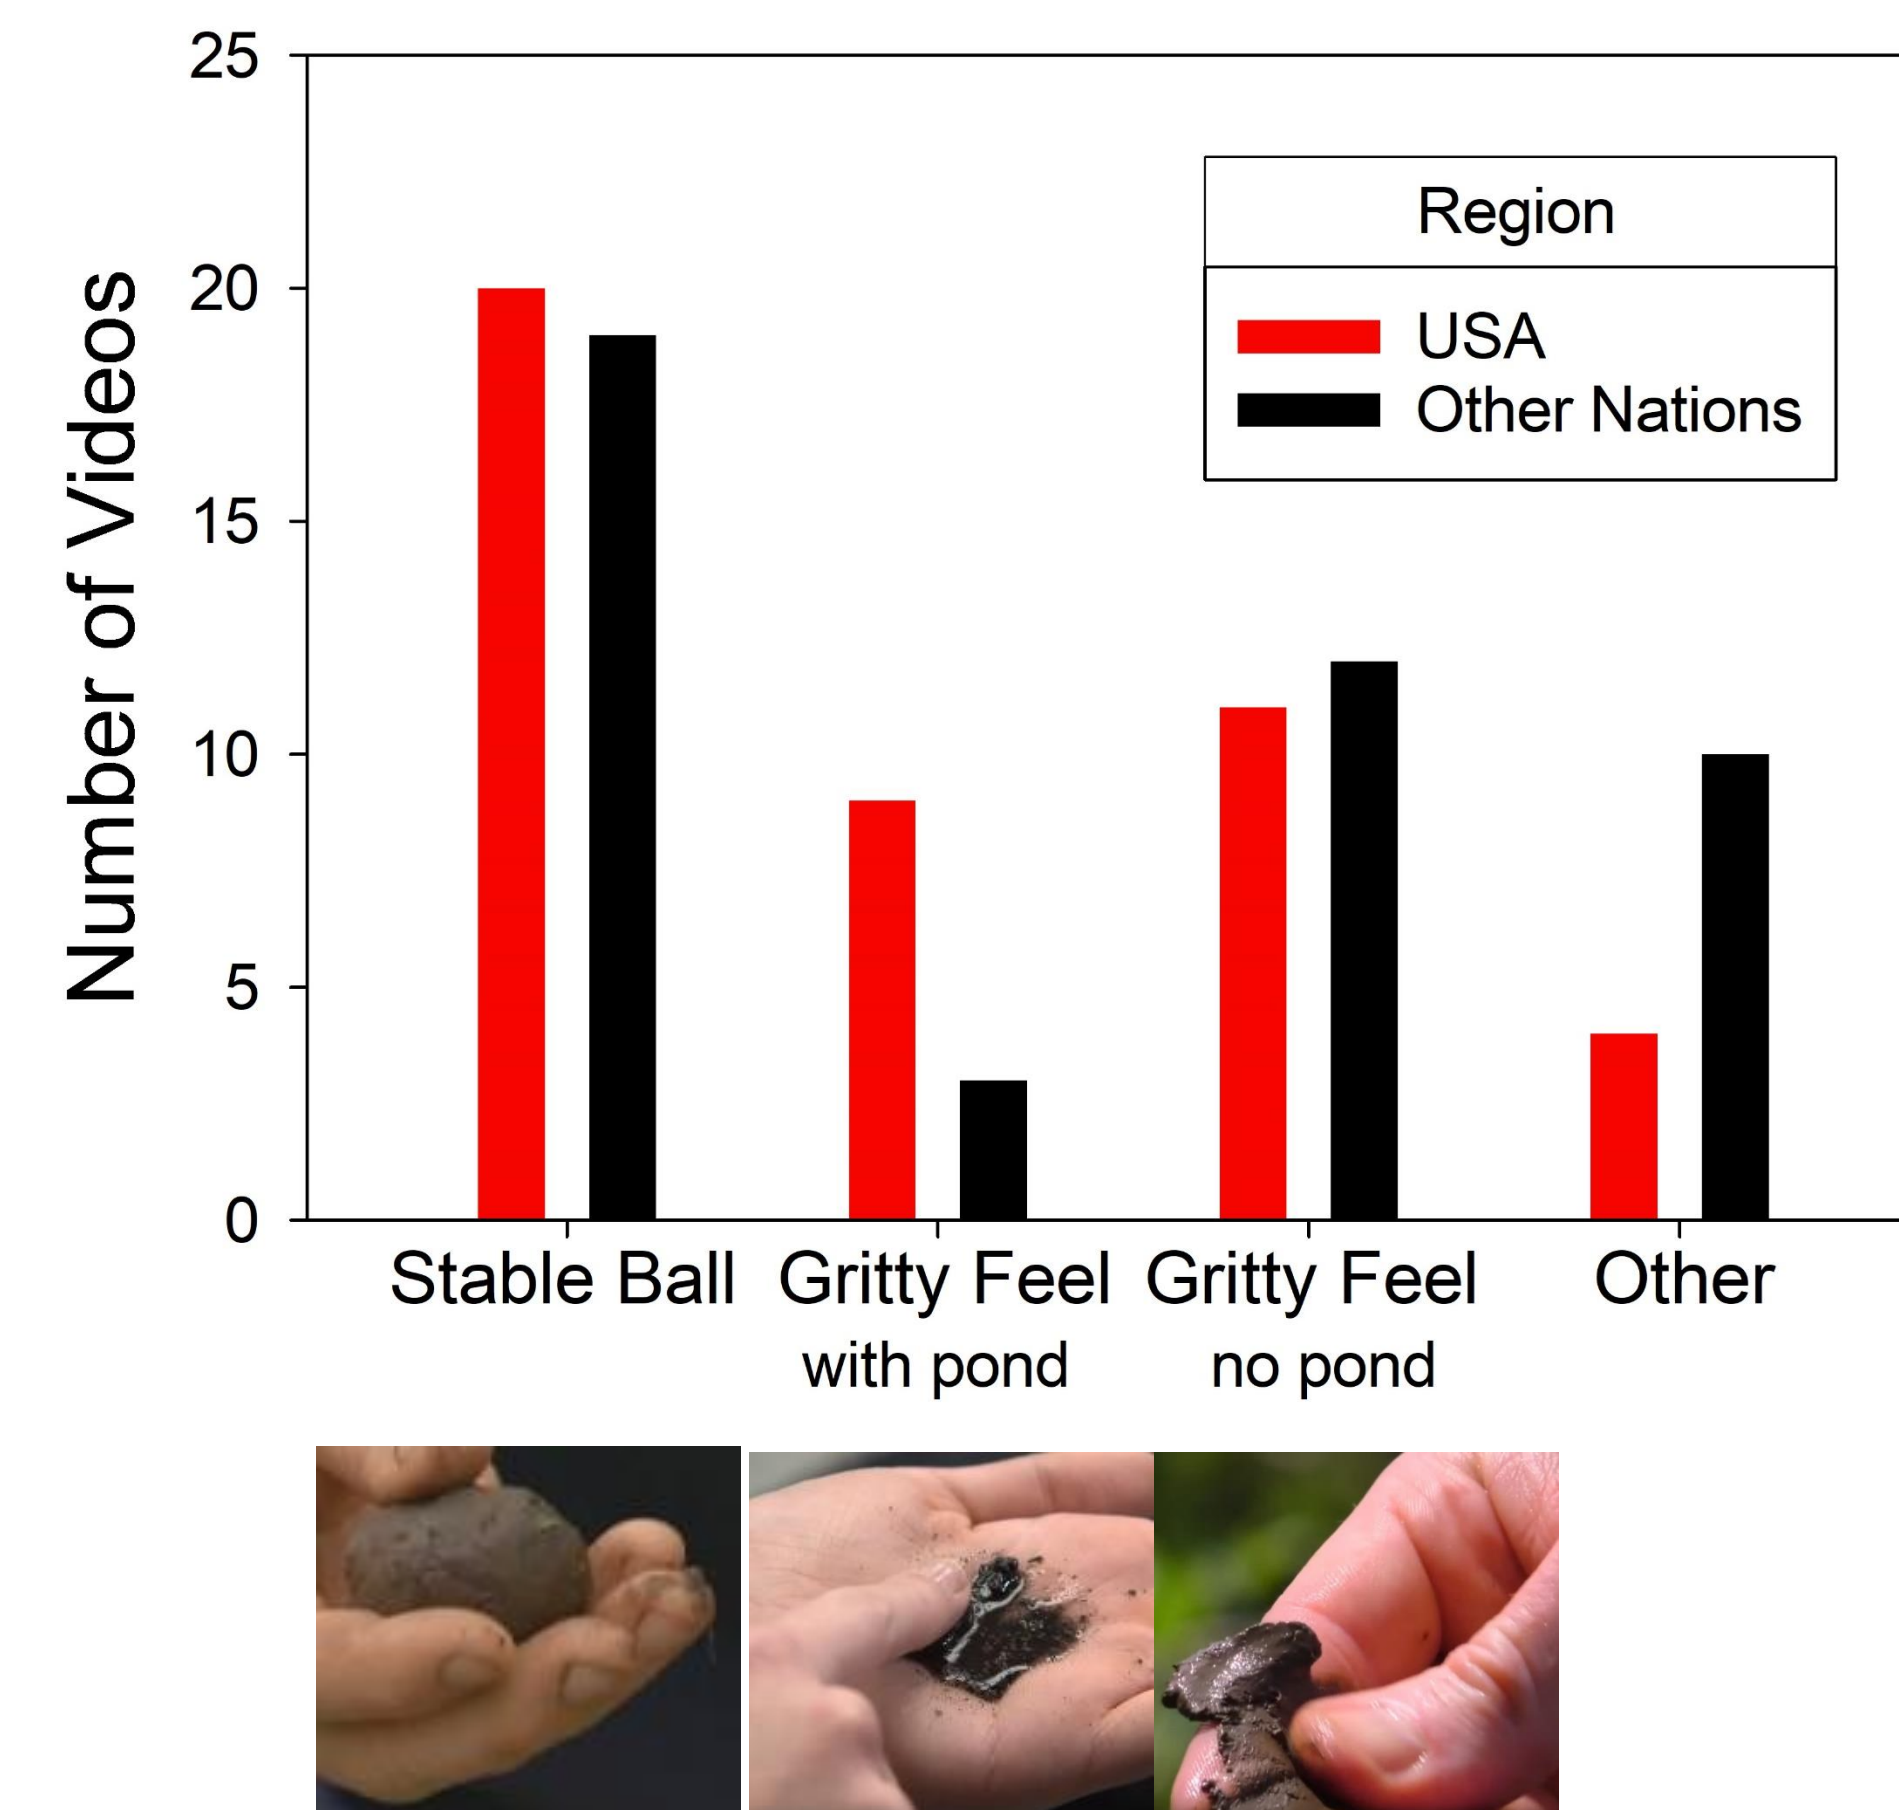 25
20
15
10
5
0
Number of Videos
Region
USA
Other Nations
Stable Ball
Gritty Feel
with pond
Gritty Feel
no pond
Other